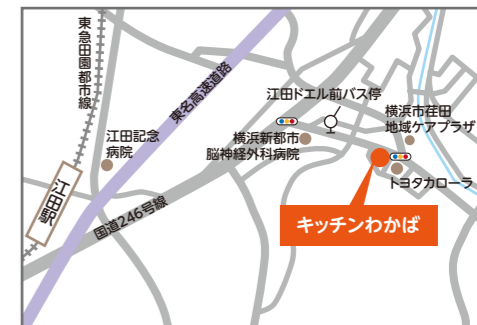 東急田園都市線
東名高速道路
江田ドエル前バス停
横浜市荏田
地域ケアプラザ
江田記念
病院
横浜新都市
脳神経外科病院
トヨタカローラ
江田駅
国道246号線
キッチンわかば